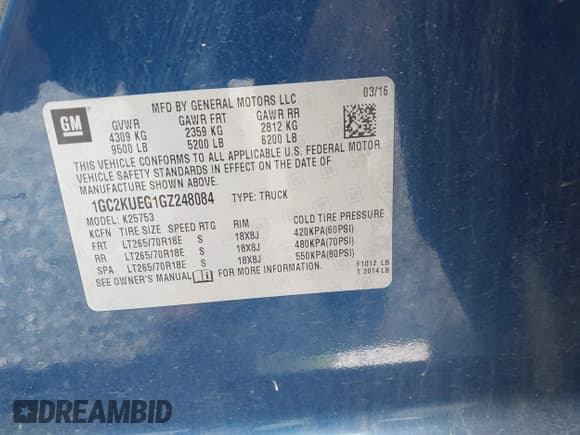 MFD BY GENERAL MOTORS LLC 03/16
GM
GVWR GAWR FRT GAWR RR
4309 KG 2359 KG 2812 KG
9500 LB 5200 LB 6200 LB
THIS VEHICLE CONFORMS TO ALL APPLICABLE U.S. FEDERAL MOTOR
VEHICLE SAFETY STANDARDS IN EFFECT ON THE DATE OF
MANUFACTURE SHOWN ABOVE.
1GC2KUEG1GZ248084 TYPE: TRUCK
MODEL: K25753
KCFN TIRE SIZE SPEED RTG RIM COLD TIRE PRESSURE
FRT LT265/70R18E S 18X8J 420KPA(60PSI)
RR LT265/70R18E S 18X8J 480KPA(70PSI)
SPA LT265/70R18E S 18X8J 550KPA(80PSI)
SEE OWNER'S MANUAL FOR MORE INFORMATION.
F1012 LB
T 2014 LB
DREAMBID